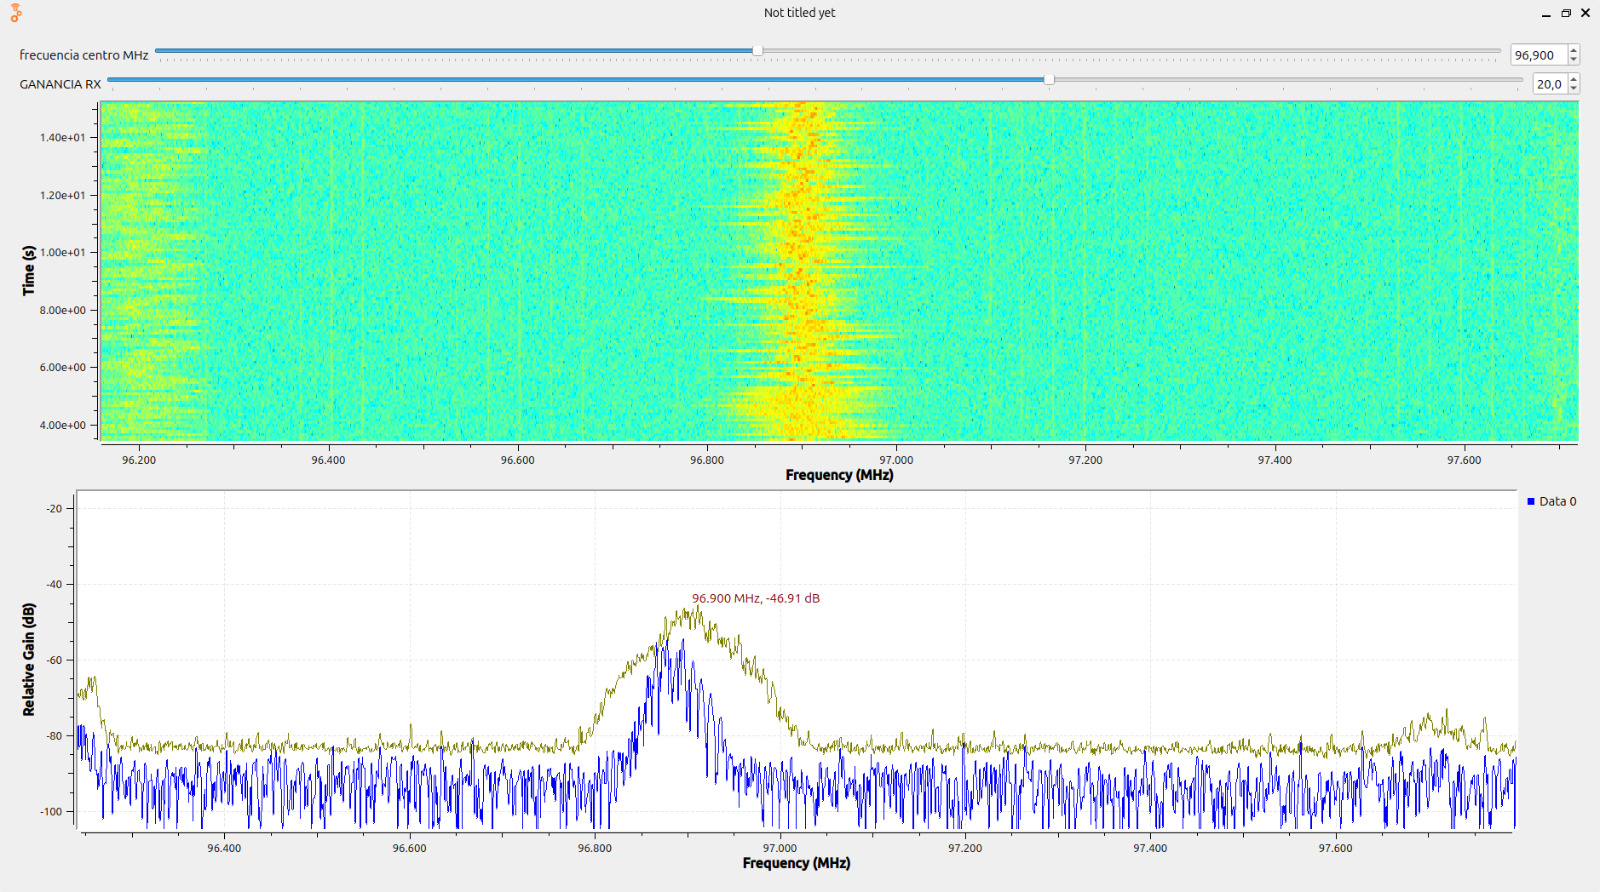 Not titled yet
frecuencia centro MHz
96,900
GANANCIA RX
20,0
1.40e+01
1.20e+01
1.00e+01
8.00e+00
6.00e+00
4.00e+00
Time (s)
96.200 96.400 96.600 96.800 97.000 97.200 97.400 97.600
Frequency (MHz)
-20
-40
-60
-80
-100
Relative Gain (dB)
96.900 MHz, -46.91 dB
Data 0
96.400 96.600 96.800 97.000 97.200 97.400 97.600
Frequency (MHz)